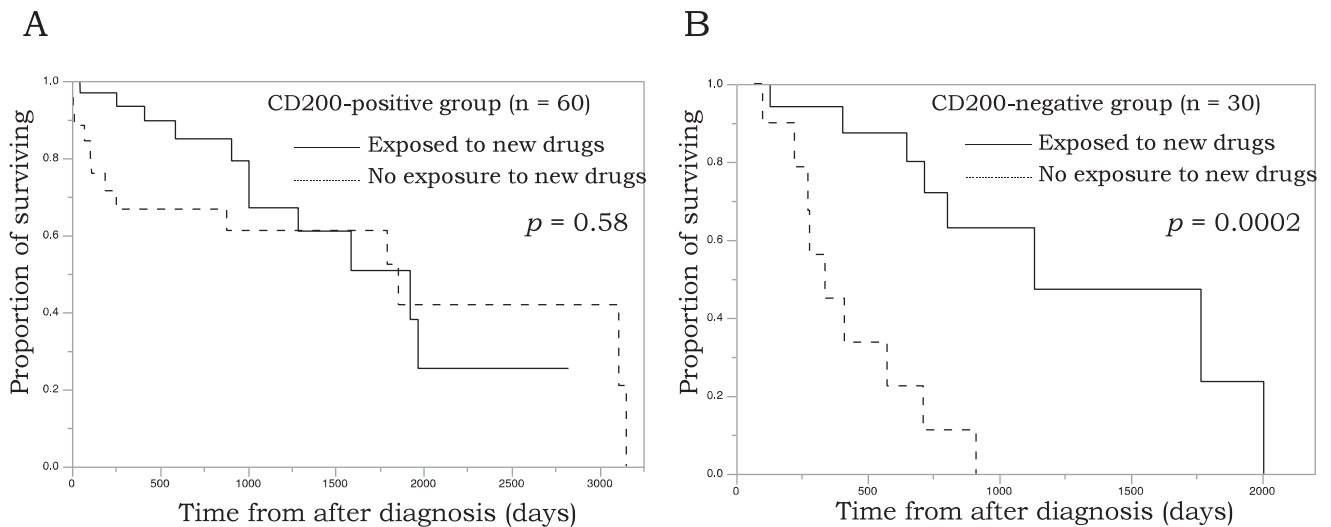 A
CD200-positive group (n = 60)
Exposed to new drugs
No exposure to new drugs
p = 0.58
Proportion of surviving
1.0
0.8
0.6
0.4
0.2
0.0
0 500 1000 1500 2000 2500 3000
Time from after diagnosis (days)
B
CD200-negative group (n = 30)
Exposed to new drugs
No exposure to new drugs
p = 0.0002
Proportion of surviving
1.0
0.8
0.6
0.4
0.2
0.0
0 500 1000 1500 2000
Time from after diagnosis (days)